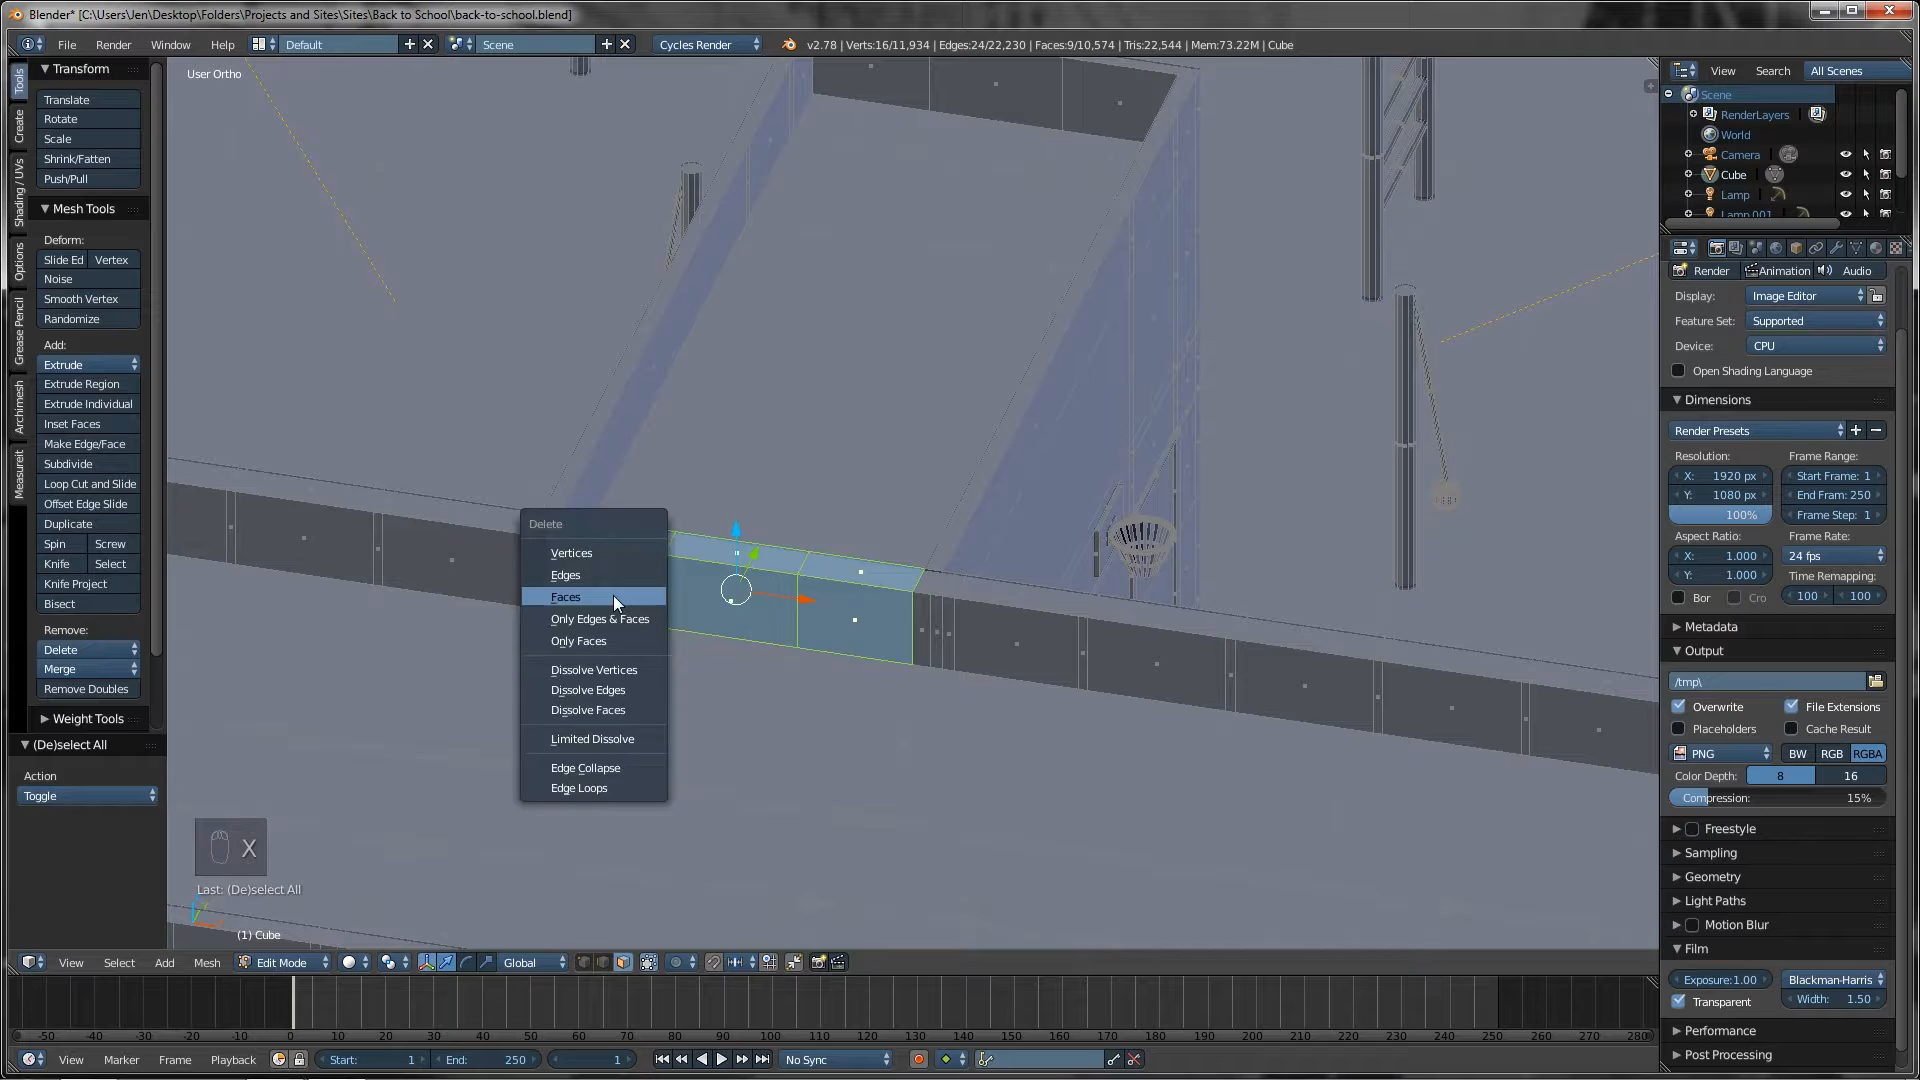 Blender* [C:\Users\Jen\Desktop\Folders\Projects and Sites\Sites\Back to School\back-to-school.blend]
File Render Window Help Default Scene Cycles Render v2.78 | Verts:16/11,934 | Edges:24/22,230 | Faces:9/10,574 | Tris:22,544 | Mem:73.22M | Cube
Tools
Create
Shading / UVs
Options
Grease Pencil
Archimesh
Measureit
Transform
Translate
Rotate
Scale
Shrink/Fatten
Push/Pull
Mesh Tools
Deform:
Slide Ed Vertex
Noise
Smooth Vertex
Randomize
Add:
Extrude
Extrude Region
Extrude Individual
Inset Faces
Make Edge/Face
Subdivide
Loop Cut and Slide
Offset Edge Slide
Duplicate
Spin Screw
Knife Select
Knife Project
Bisect
Remove:
Delete
Merge
Remove Doubles
Weight Tools
(De)select All
Action
Toggle
User Ortho
Delete
Vertices
Edges
Faces
Only Edges & Faces
Only Faces
Dissolve Vertices
Dissolve Edges
Dissolve Faces
Limited Dissolve
Edge Collapse
Edge Loops
X
Last: (De)select All
(1) Cube
View Select Add Mesh Edit Mode Global
-50 -40 -30 -20 -10 0 10 20 30 40 50 60 70 80 90 100 110 120 130 140 150 160 170 180 190 200 210 220 230 240 250 260 270 280
View Marker Frame Playback Start: 1 End: 250 1 No Sync
View Search All Scenes
Scene
RenderLayers
World
Camera
Cube
Lamp
Lamp.001
Render Animation Audio
Display: Image Editor
Feature Set: Supported
Device: CPU
Open Shading Language
Dimensions
Render Presets
Resolution: Frame Range:
X: 1920 px Start Frame: 1
Y: 1080 px End Fram: 250
100% Frame Step: 1
Aspect Ratio: Frame Rate:
X: 1.000 24 fps
Y: 1.000 Time Remapping:
Bor Cro 100 100
Metadata
Output
/tmp\
Overwrite File Extensions
Placeholders Cache Result
PNG BW RGB RGBA
Color Depth: 8 16
Compression: 15%
Freestyle
Sampling
Geometry
Light Paths
Motion Blur
Film
Exposure:1.00 Blackman-Harris
Transparent Width: 1.50
Performance
Post Processing